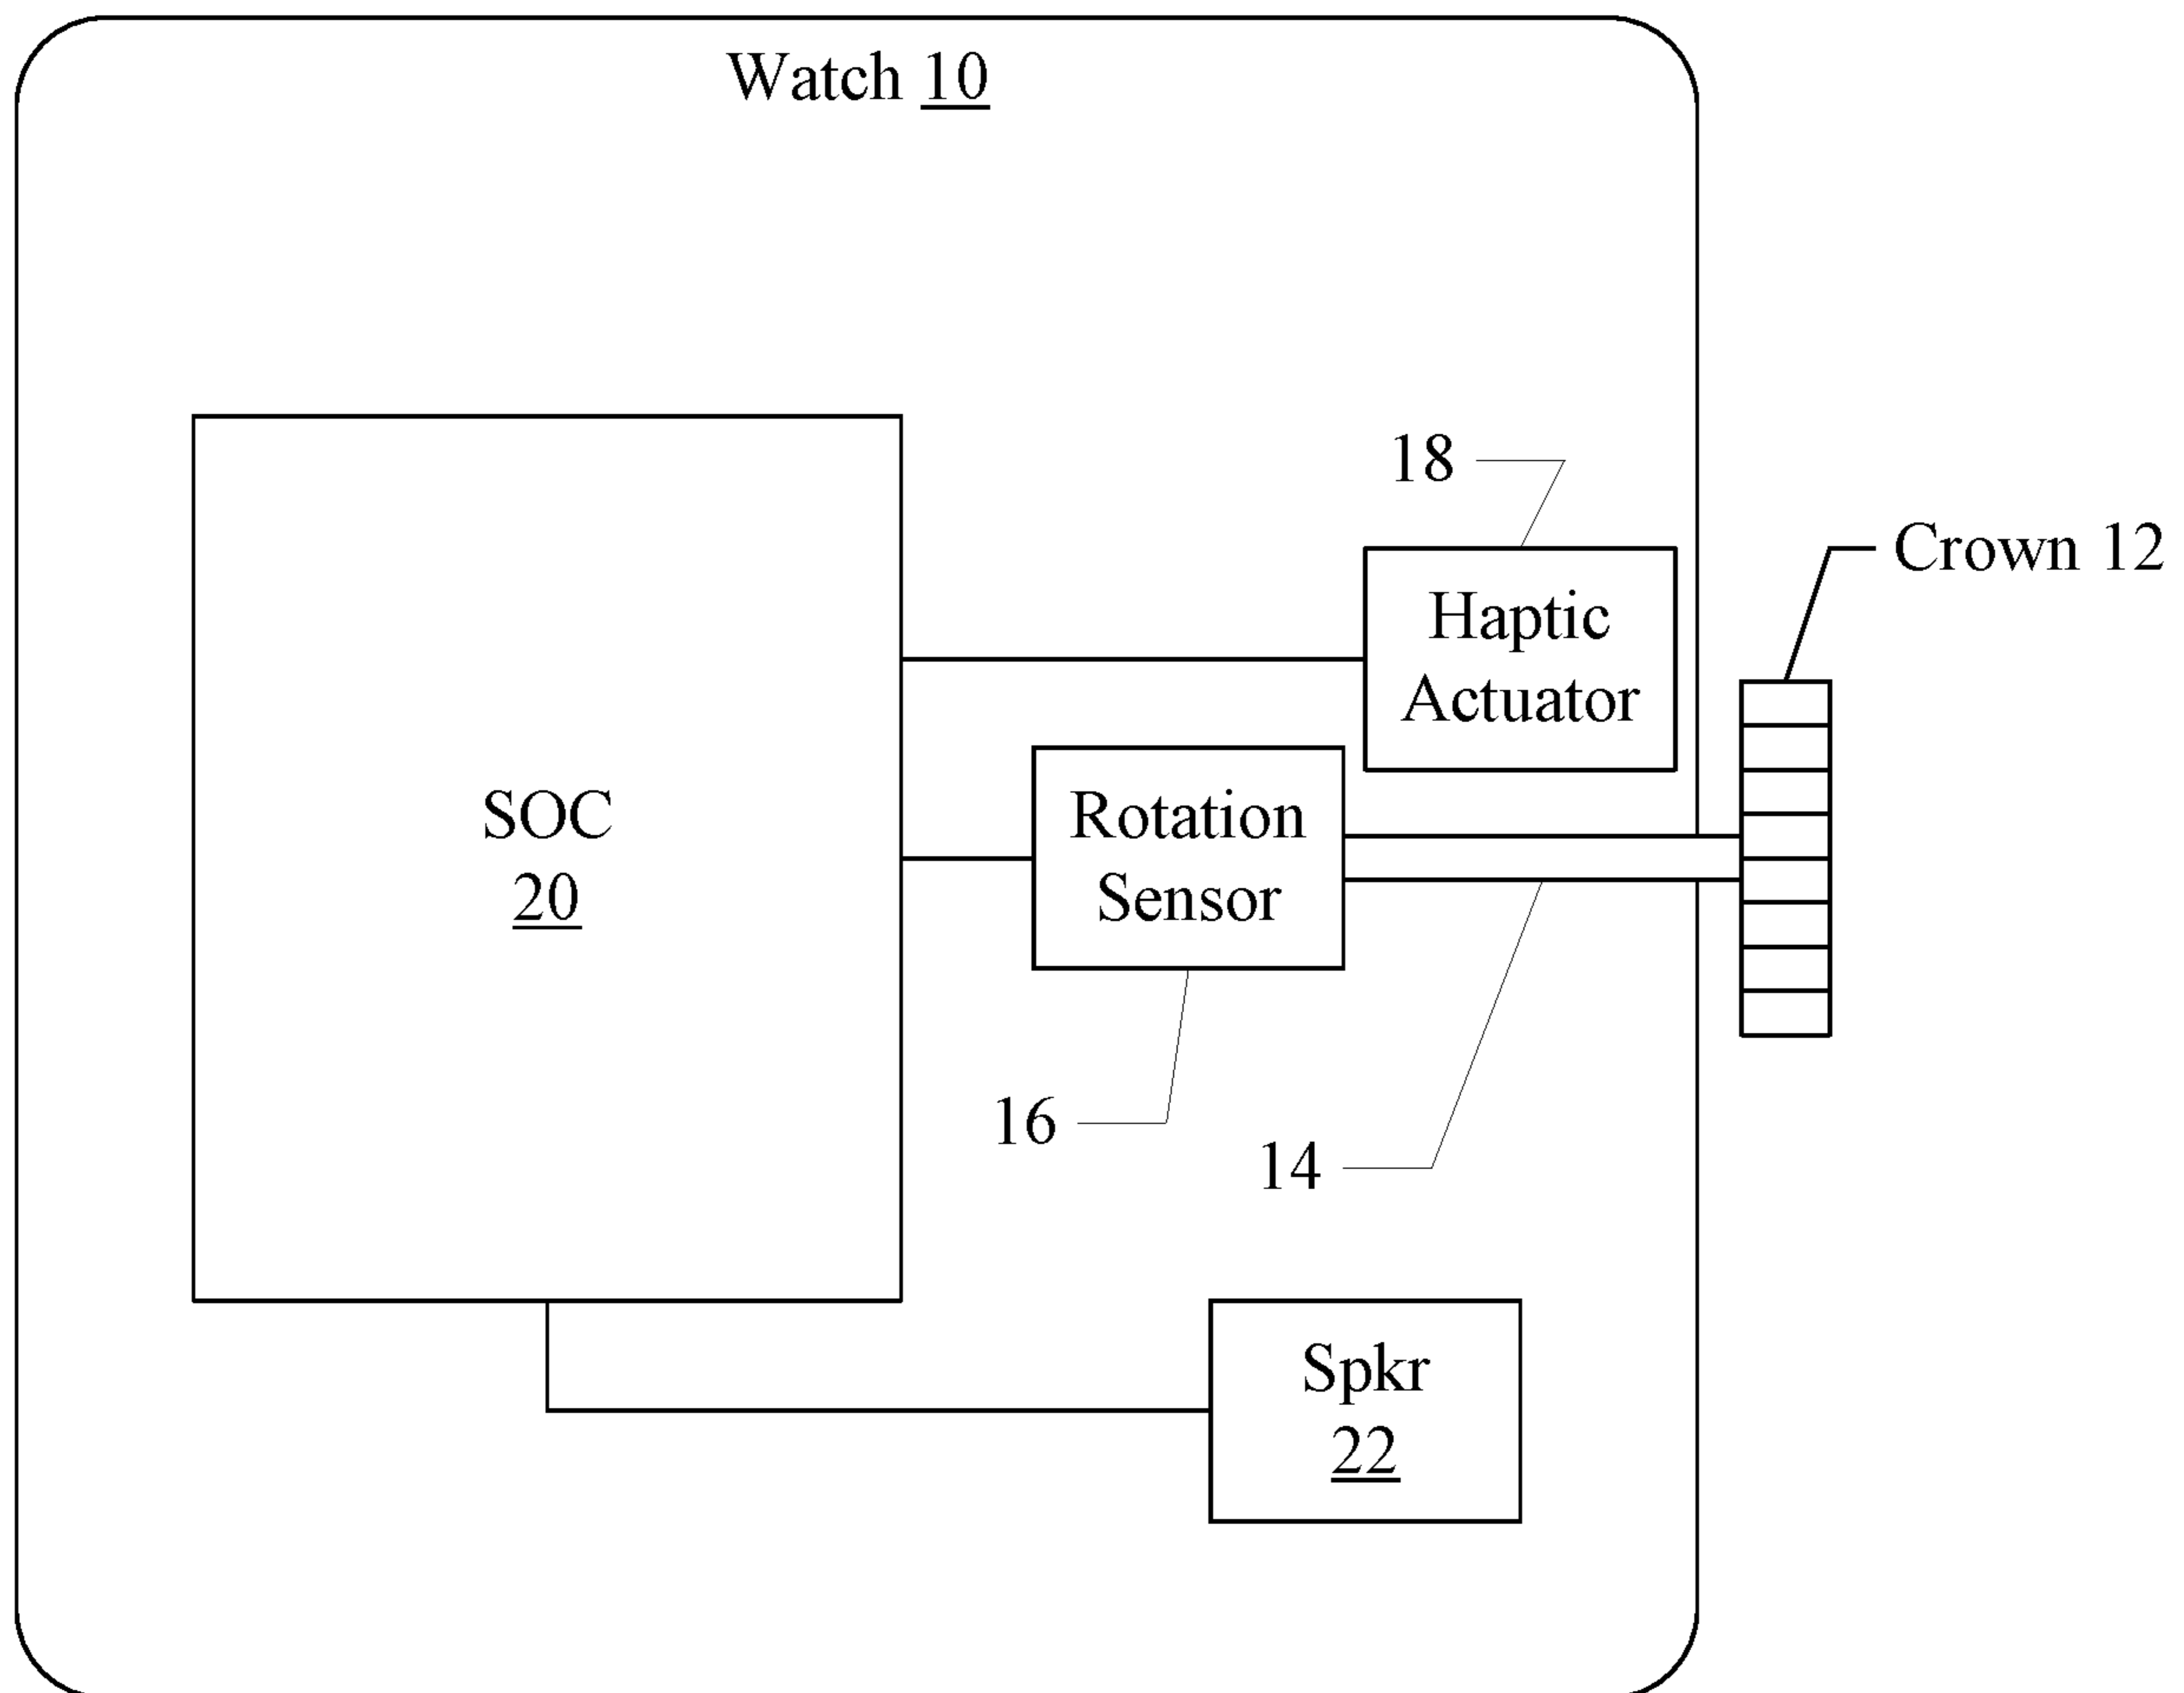 Watch 10
18
Crown 12
Haptic
Actuator
SOC
20
Rotation
Sensor
16
14
Spkr
22